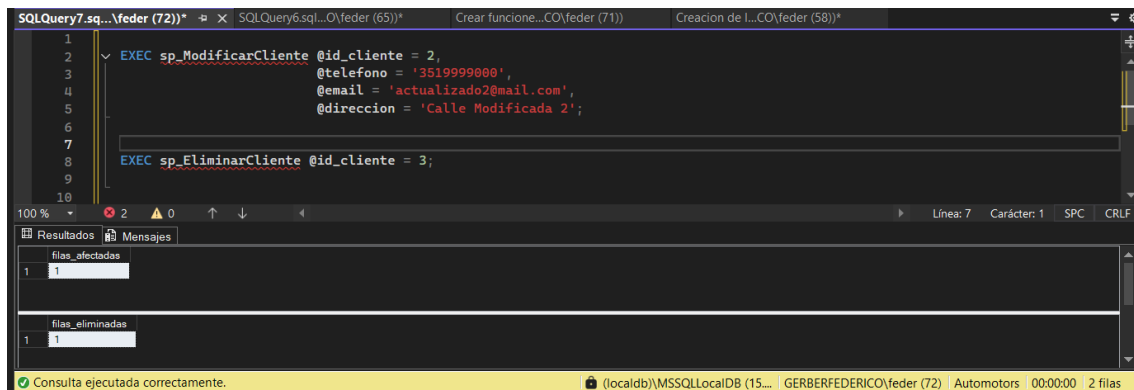 SQLQuery7.sq...\feder (72))* SQLQuery6.sql...O\feder (65))* Crear funcione...CO\feder (71)) Creacion de l...CO\feder (58))*
1
2 EXEC sp_ModificarCliente @id_cliente = 2,
3 @telefono = '3519999000',
4 @email = 'actualizado2@mail.com',
5 @direccion = 'Calle Modificada 2';
6
7
8 EXEC sp_EliminarCliente @id_cliente = 3;
9
10
100 % 2 0 Línea: 7 Carácter: 1 SPC CRLF
Resultados Mensajes
filas_afectadas
1 1
filas_eliminadas
1 1
Consulta ejecutada correctamente. (localdb)\MSSQLLocalDB (15.... GERBERFEDERICO\feder (72) Automotors 00:00:00 2 filas